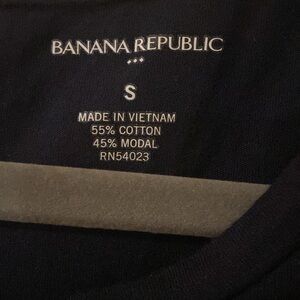 BANANA REPUBLIC
S
MADE IN VIETNAM
55% COTTON
45% MODAL
RN54023